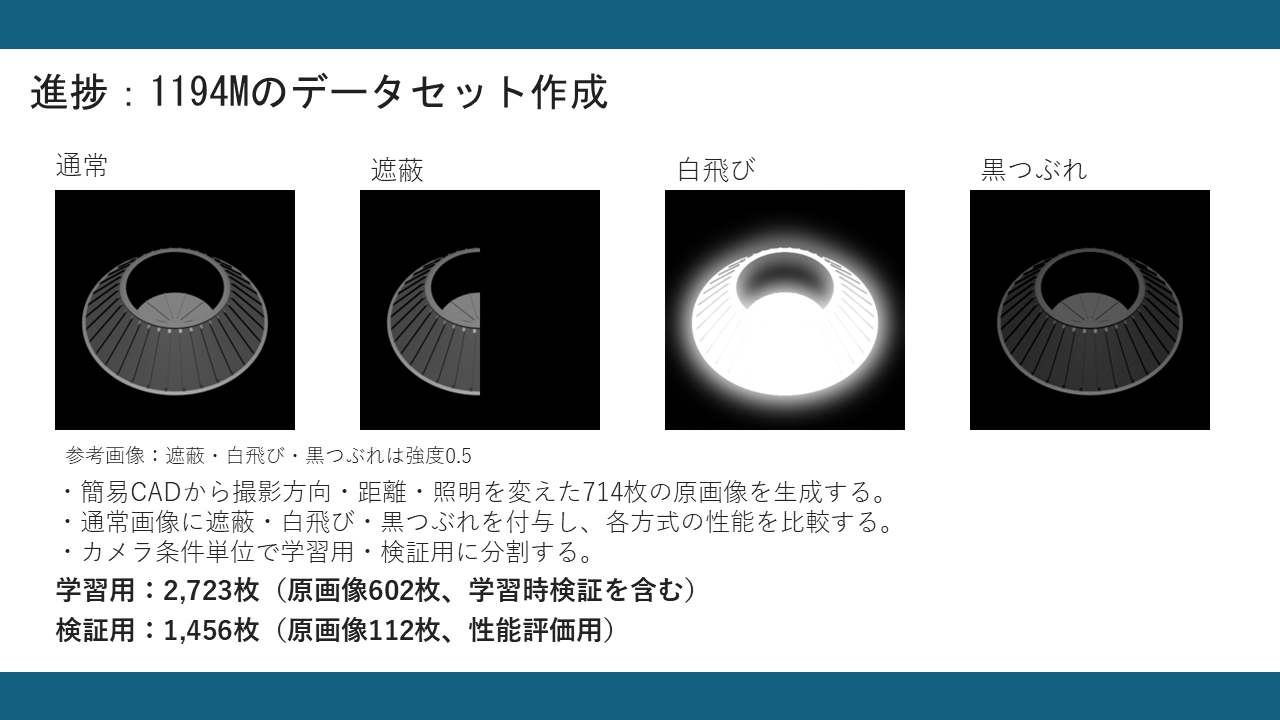 進捗：1194Mのデータセット作成
通常
遮蔽
白飛び
黒つぶれ
参考画像：遮蔽・白飛び・黒つぶれは強度0.5
・簡易CADから撮影方向・距離・照明を変えた714枚の原画像を生成する。
・通常画像に遮蔽・白飛び・黒つぶれを付与し、各方式の性能を比較する。
・カメラ条件単位で学習用・検証用に分割する。
学習用：2,723枚（原画像602枚、学習時検証を含む）
検証用：1,456枚（原画像112枚、性能評価用）